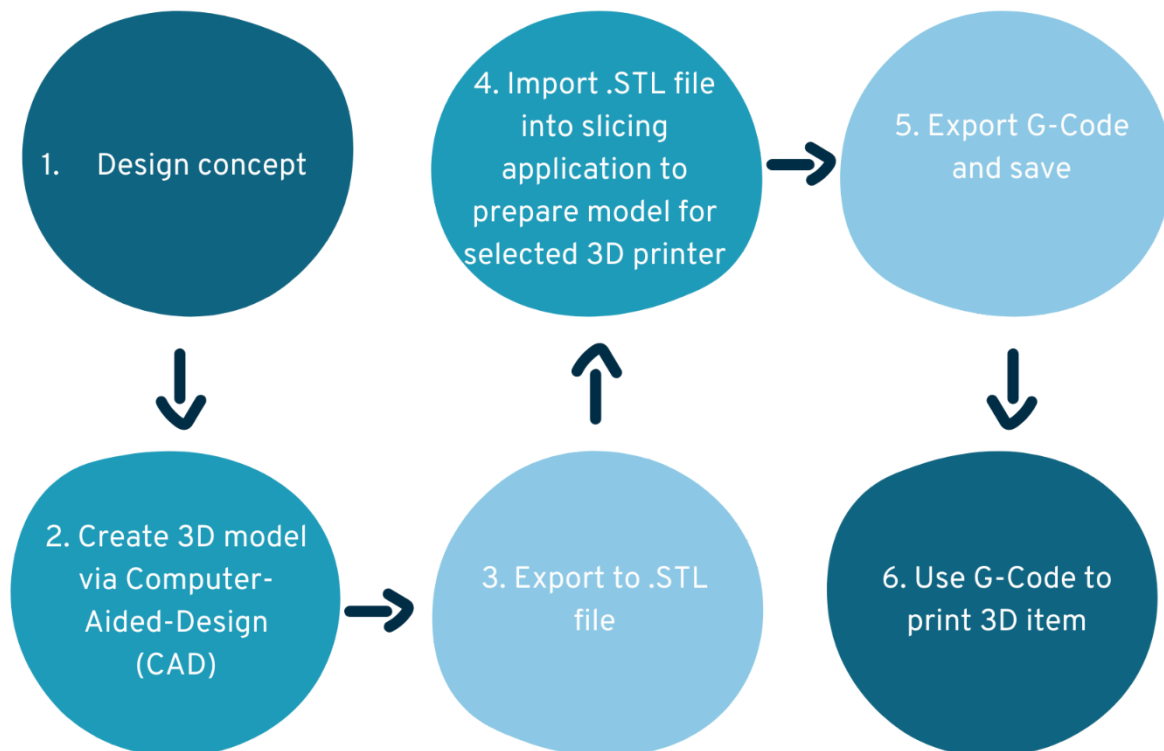 1. Design concept
2. Create 3D model
via Computer-
Aided-Design
(CAD)
3. Export to .STL
file
4. Import .STL file
into slicing
application to
prepare model for
selected 3D printer
5. Export G-Code
and save
6. Use G-Code to
print 3D item